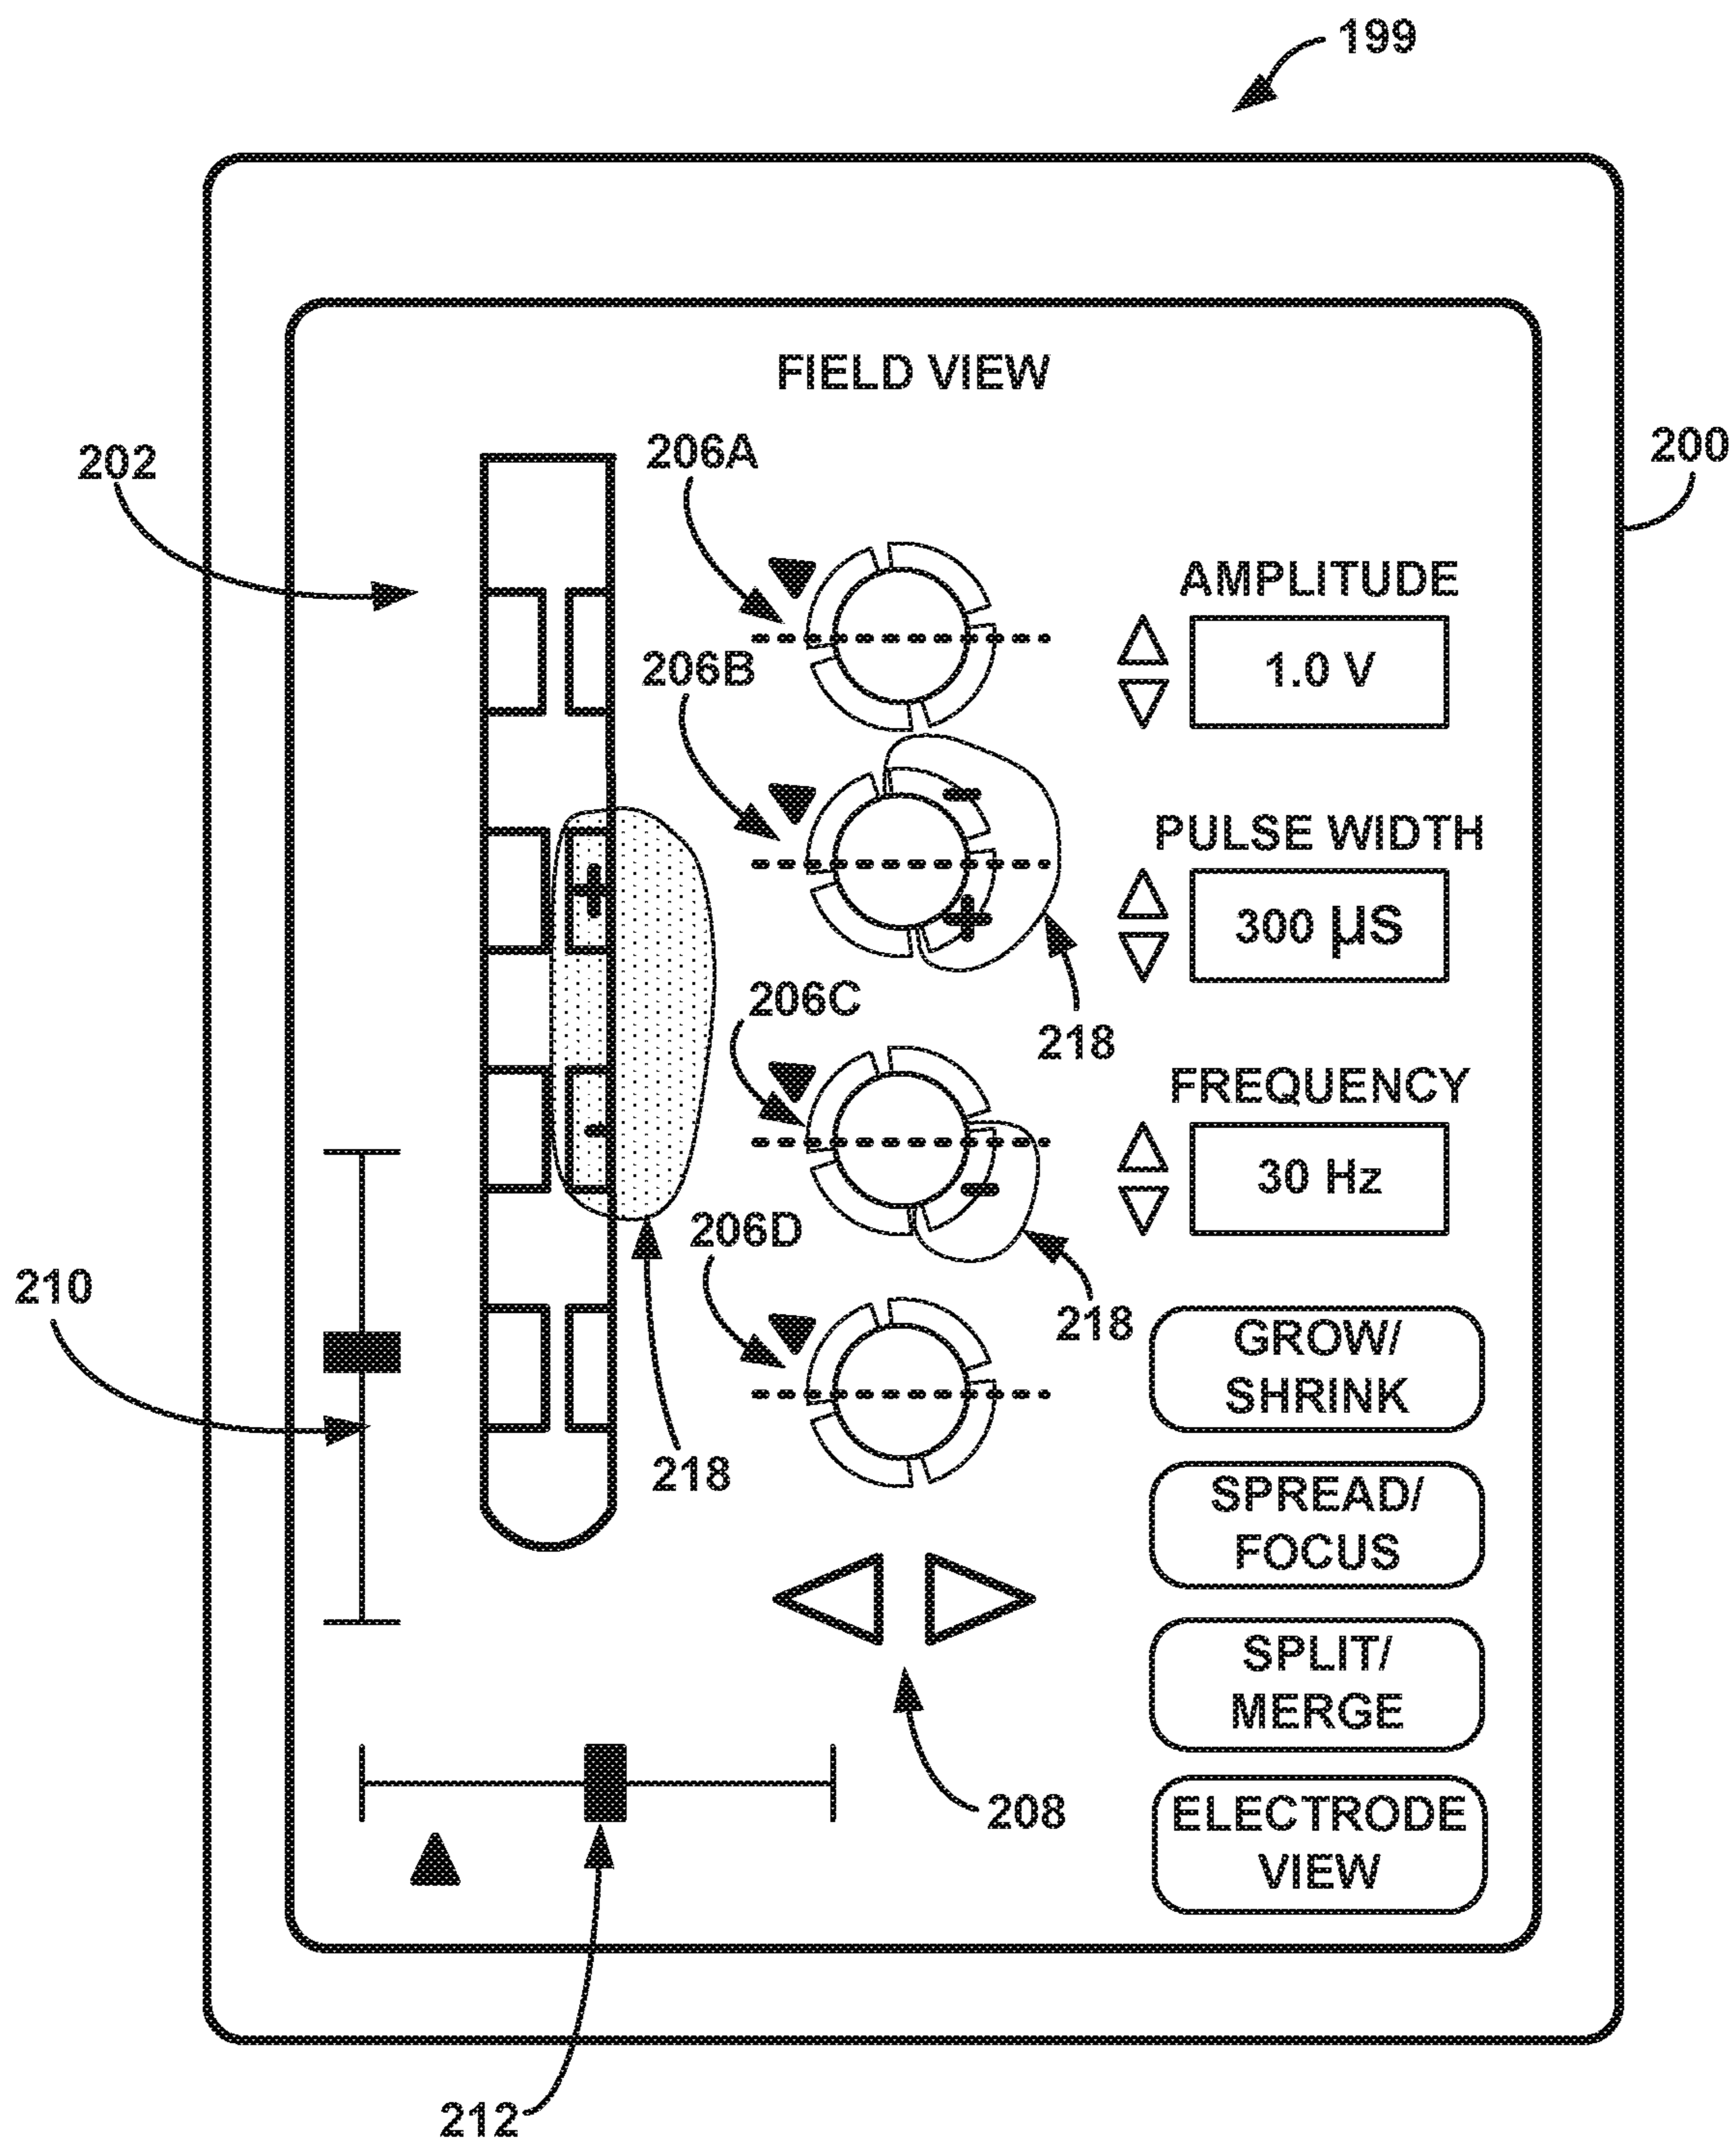 199
FIELD VIEW
200
202
206A
AMPLITUDE
1.0 V
206B
-
PULSE WIDTH
+
+
300 µS
206C
218
FREQUENCY
-
-
30 Hz
206D
210
218
GROW/
SHRINK
218
SPREAD/
FOCUS
SPLIT/
MERGE
208
ELECTRODE
VIEW
212